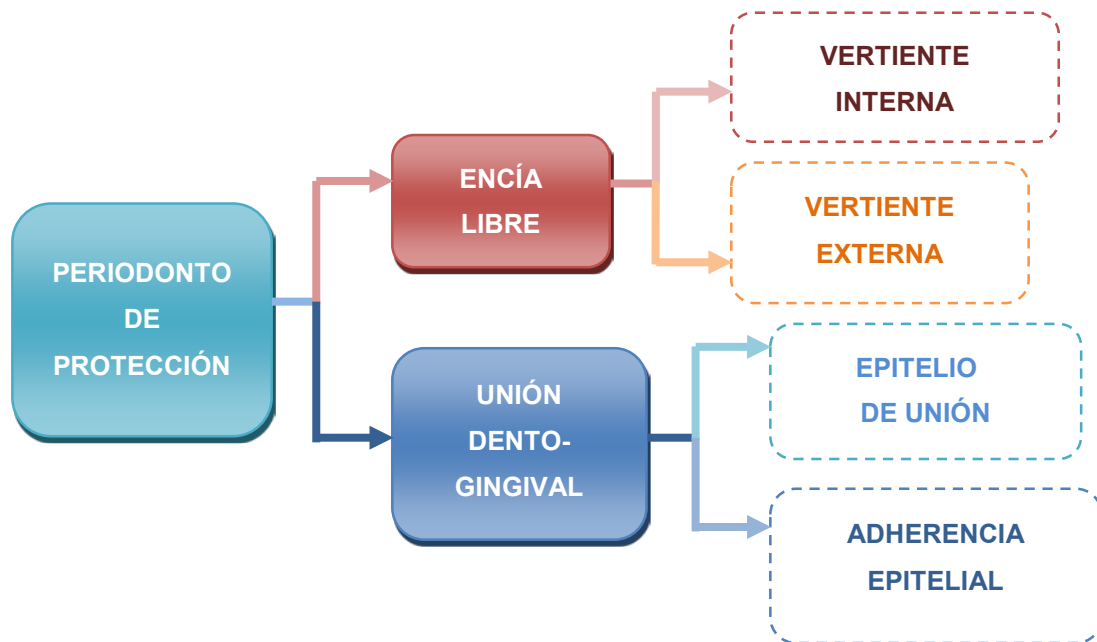 PERIODONTO
DE
PROTECCIÓN
ENCÍA
LIBRE
VERTIENTE
INTERNA
VERTIENTE
EXTERNA
UNIÓN
DENTO-
GINGIVAL
EPITELIO
DE UNIÓN
ADHERENCIA
EPITELIAL